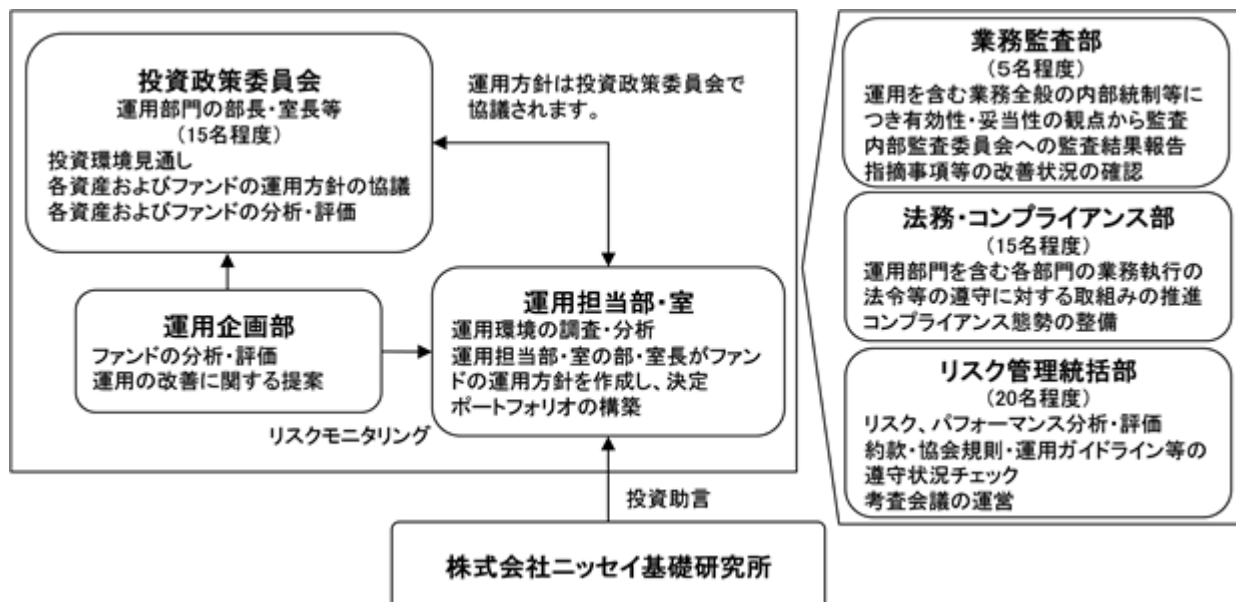 投資政策委員会
運用部門の部長・室長等
(15名程度)
投資環境見通し
各資産およびファンドの運用方針の協議
各資産およびファンドの分析・評価
運用方針は投資政策委員会で
協議されます。
運用企画部
ファンドの分析・評価
運用の改善に関する提案
運用担当部・室
運用環境の調査・分析
運用担当部・室の部・室長がファン
ドの運用方針を作成し、決定
ポートフォリオの構築
リスクモニタリング
投資助言
株式会社ニッセイ基礎研究所
業務監査部
(5名程度)
運用を含む業務全般の内部統制等に
つき有効性・妥当性の観点から監査
内部監査委員会への監査結果報告
指摘事項等の改善状況の確認
法務・コンプライアンス部
(15名程度)
運用部門を含む各部門の業務執行の
法令等の遵守に対する取組みの推進
コンプライアンス態勢の整備
リスク管理統括部
(20名程度)
リスク、パフォーマンス分析・評価
約款・協会規則・運用ガイドライン等の
遵守状況チェック
考査会議の運営